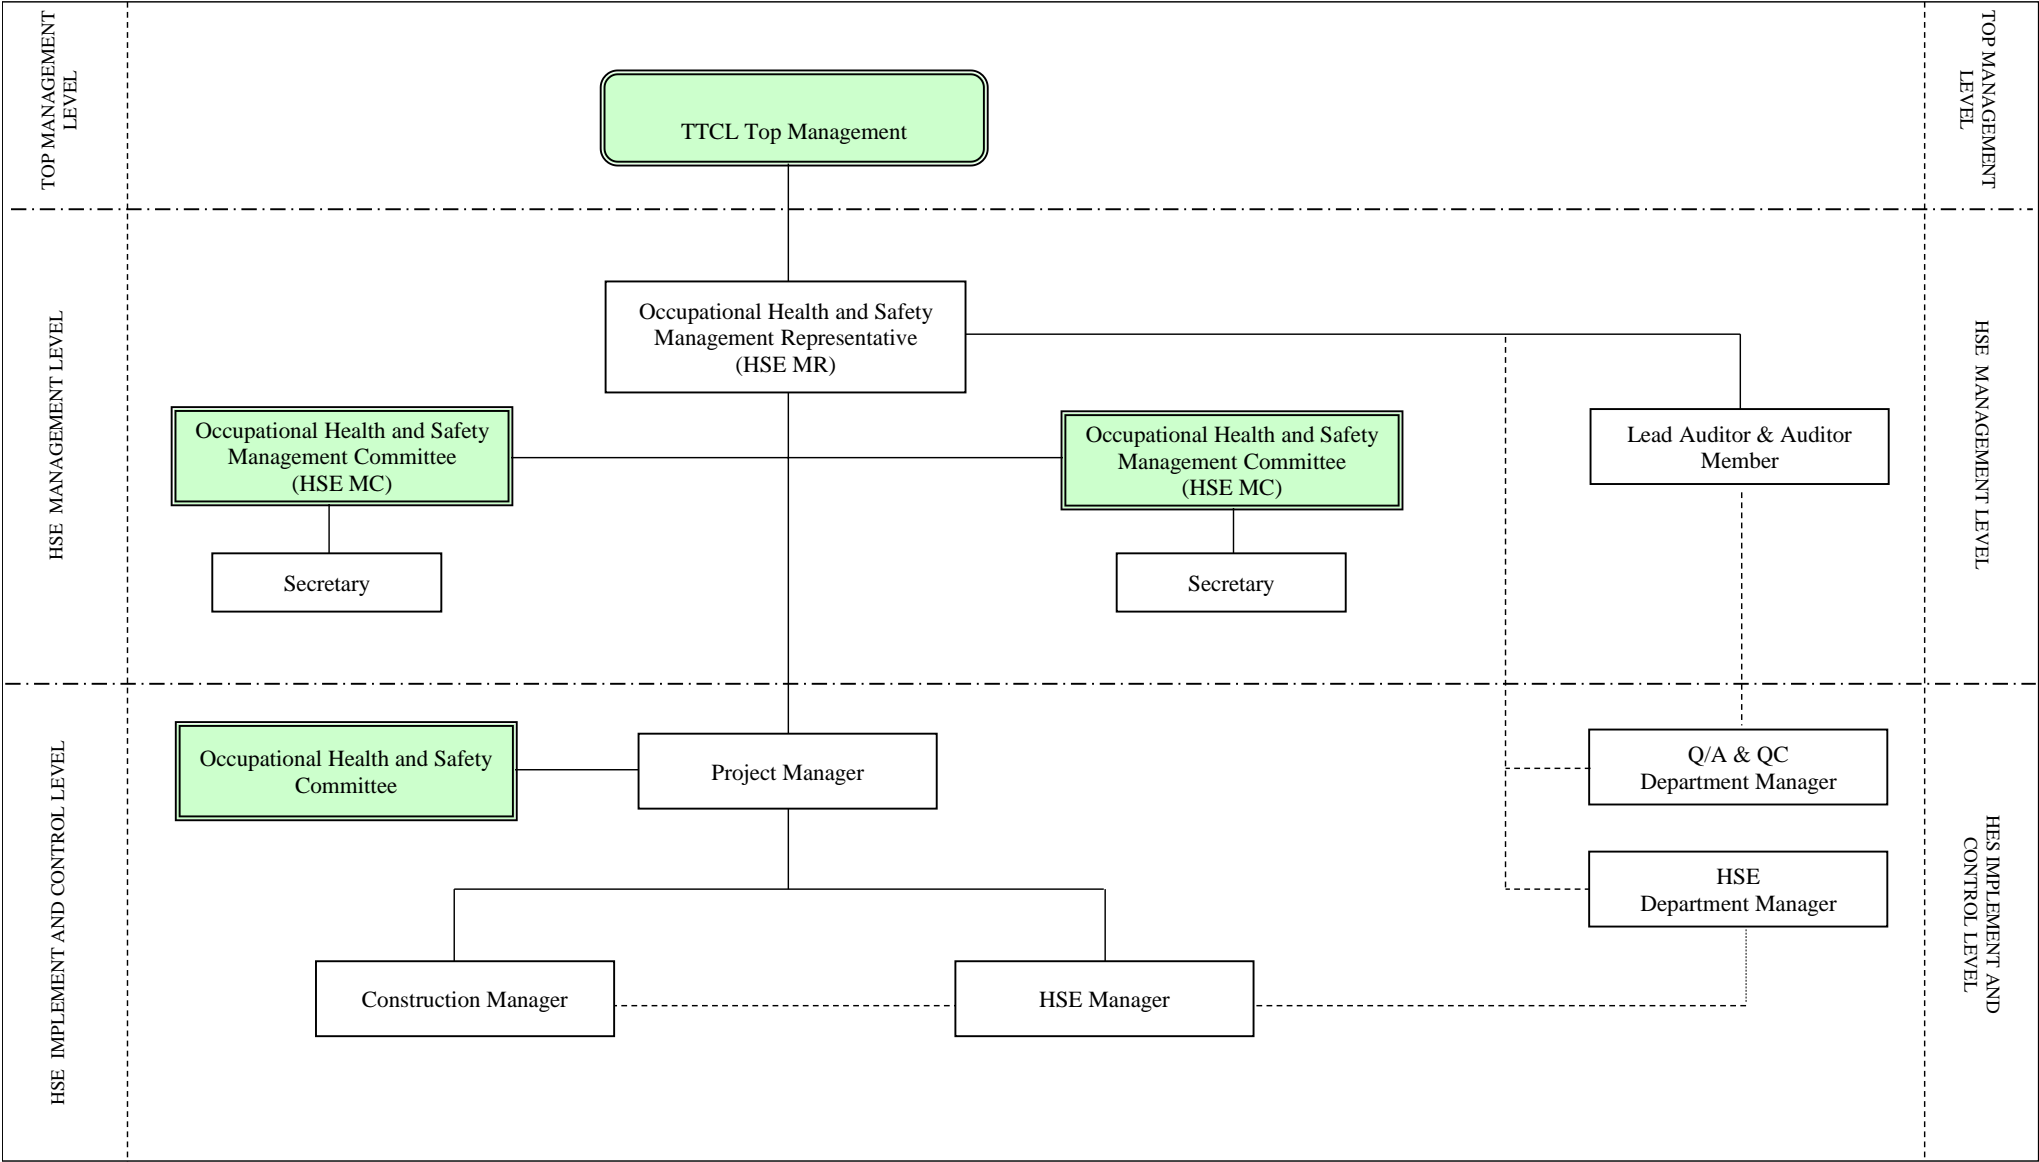 TOP MANAGEMENT
LEVEL
TTCL Top Management
TOP MANAGEMENT
LEVEL
HSE MANAGEMENT LEVEL
Occupational Health and Safety
Management Representative
(HSE MR)
Occupational Health and Safety
Management Committee
(HSE MC)
Occupational Health and Safety
Management Committee
(HSE MC)
Lead Auditor & Auditor
Member
Secretary
Secretary
HSE MANAGEMENT LEVEL
HSE IMPLEMENT AND CONTROL LEVEL
Occupational Health and Safety
Committee
Project Manager
Q/A & QC
Department Manager
HSE
Department Manager
Construction Manager
HSE Manager
HES IMPLEMENT AND
CONTROL LEVEL